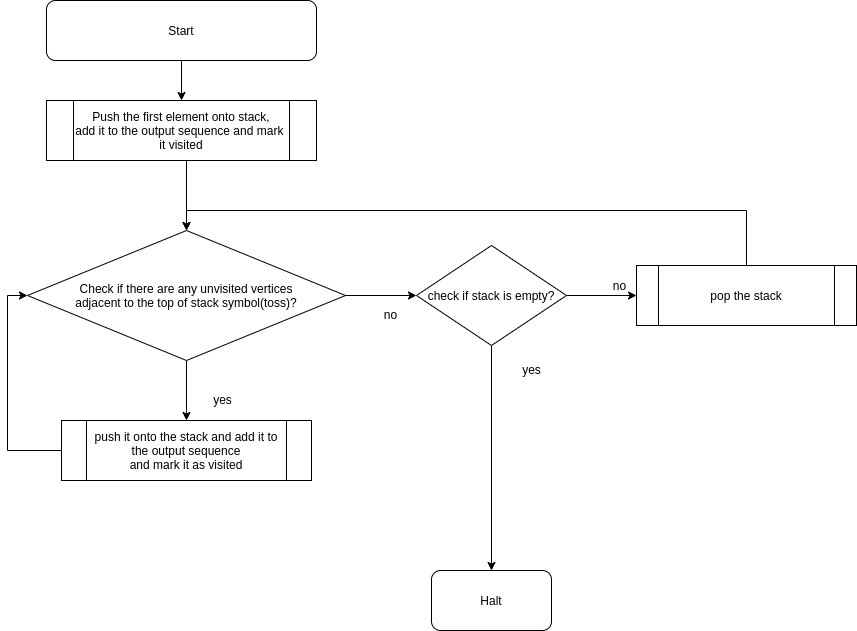 Start
Push the first element onto stack,
add it to the output sequence and mark
it visited
Check if there are any unvisited vertices
adjacent to the top of stack symbol(toss)?
no
check if stack is empty?
no
pop the stack
yes
yes
push it onto the stack and add it to
the output sequence
and mark it as visited
Halt